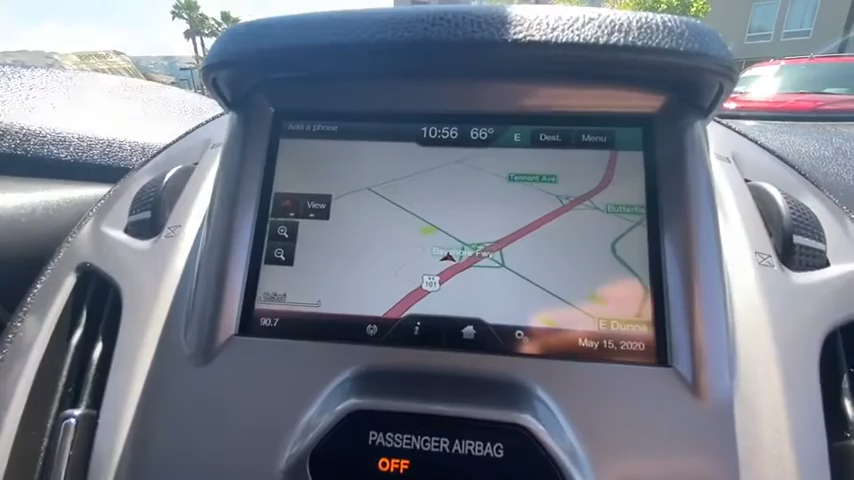 Add a phone
10:56 66° E Dest. Menu
Tennant Ave
View
Butterfi
Bayshore Fwy
101
E Dunne
90.7
i
May 15, 2020
PASSENGER AIRBAG
OFF